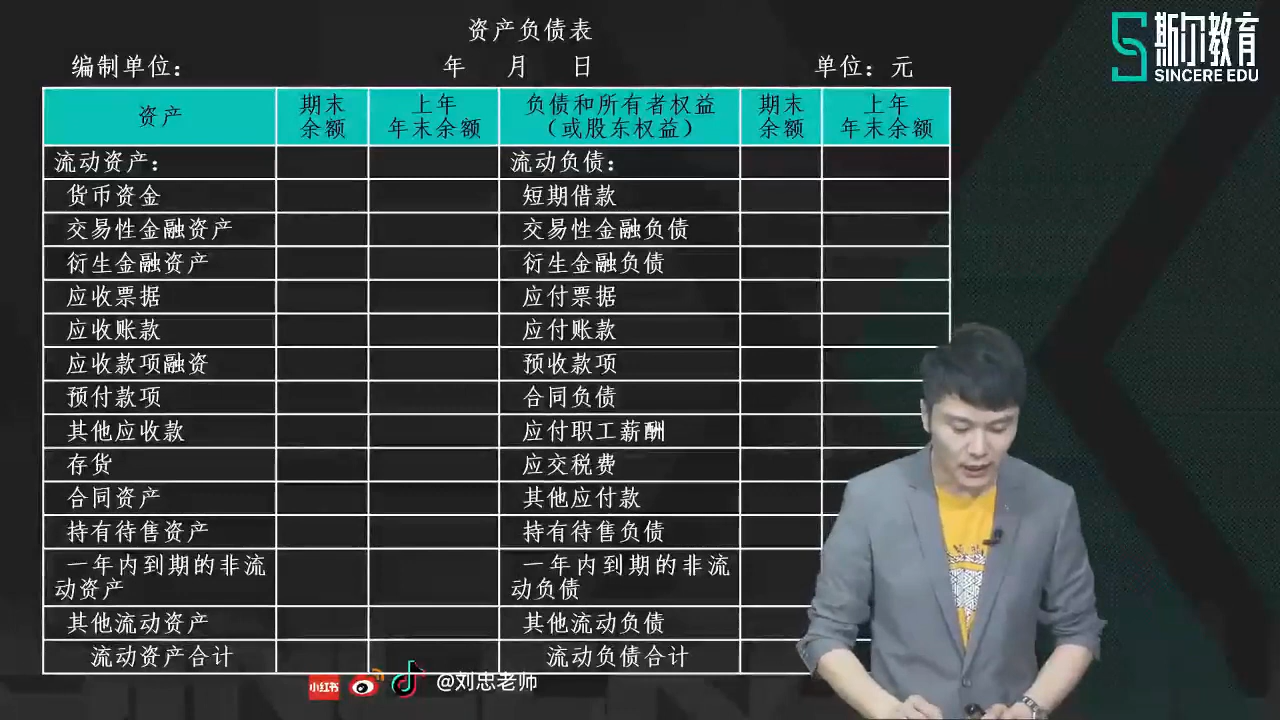 资产负债表
斯尔教育
SINCERE EDU
编制单位： 年 月 日 单位：元
资产 期末余额 上年年末余额 负债和所有者权益（或股东权益） 期末余额 上年年末余额
流动资产： 流动负债：
货币资金 短期借款
交易性金融资产 交易性金融负债
衍生金融资产 衍生金融负债
应收票据 应付票据
应收账款 应付账款
应收款项融资 预收款项
预付款项 合同负债
其他应收款 应付职工薪酬
存货 应交税费
合同资产 其他应付款
持有待售资产 持有待售负债
一年内到期的非流动资产 一年内到期的非流动负债
其他流动资产 其他流动负债
流动资产合计 流动负债合计
小红书 @刘忠老师